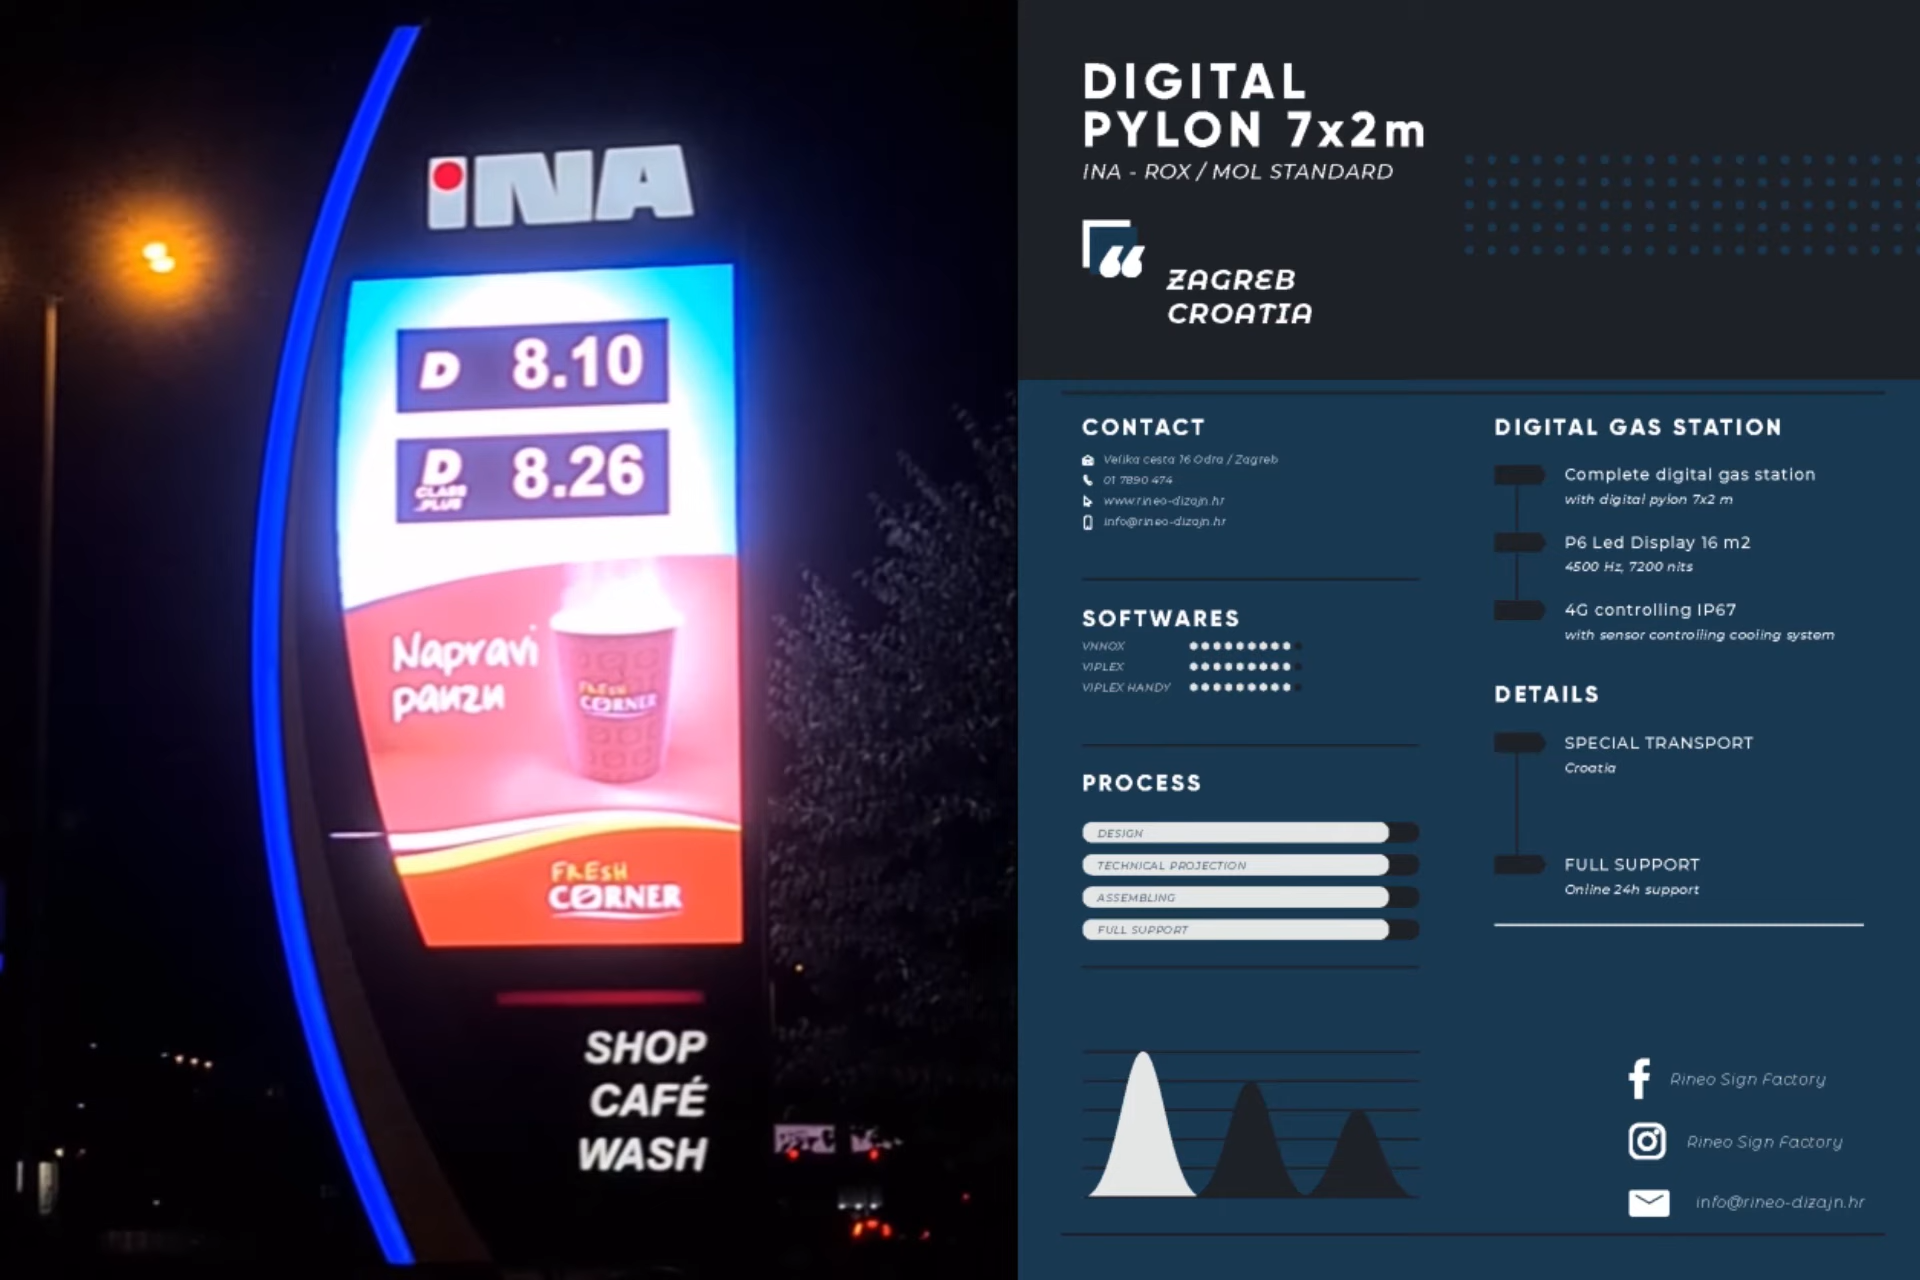 INA
D 8.10
D 8.26
CLASS
PLUS
Napravi
pauzu
FRESH
CORNER
FRESH
CORNER
SHOP
CAFÉ
WASH
DIGITAL
PYLON 7x2m
INA - ROX / MOL STANDARD
ZAGREB
CROATIA
CONTACT
Velika cesta 16 Odra / Zagreb
01 7890 474
www.rineo-dizajn.hr
info@rineo-dizajn.hr
SOFTWARES
VNNOX
VIPLEX
VIPLEX HANDY
PROCESS
DESIGN
TECHNICAL PROJECTION
ASSEMBLING
FULL SUPPORT
DIGITAL GAS STATION
Complete digital gas station
with digital pylon 7x2 m
P6 Led Display 16 m2
4500 Hz, 7200 nits
4G controlling IP67
with sensor controlling cooling system
DETAILS
SPECIAL TRANSPORT
Croatia
FULL SUPPORT
Online 24h support
Rineo Sign Factory
Rineo Sign Factory
info@rineo-dizajn.hr